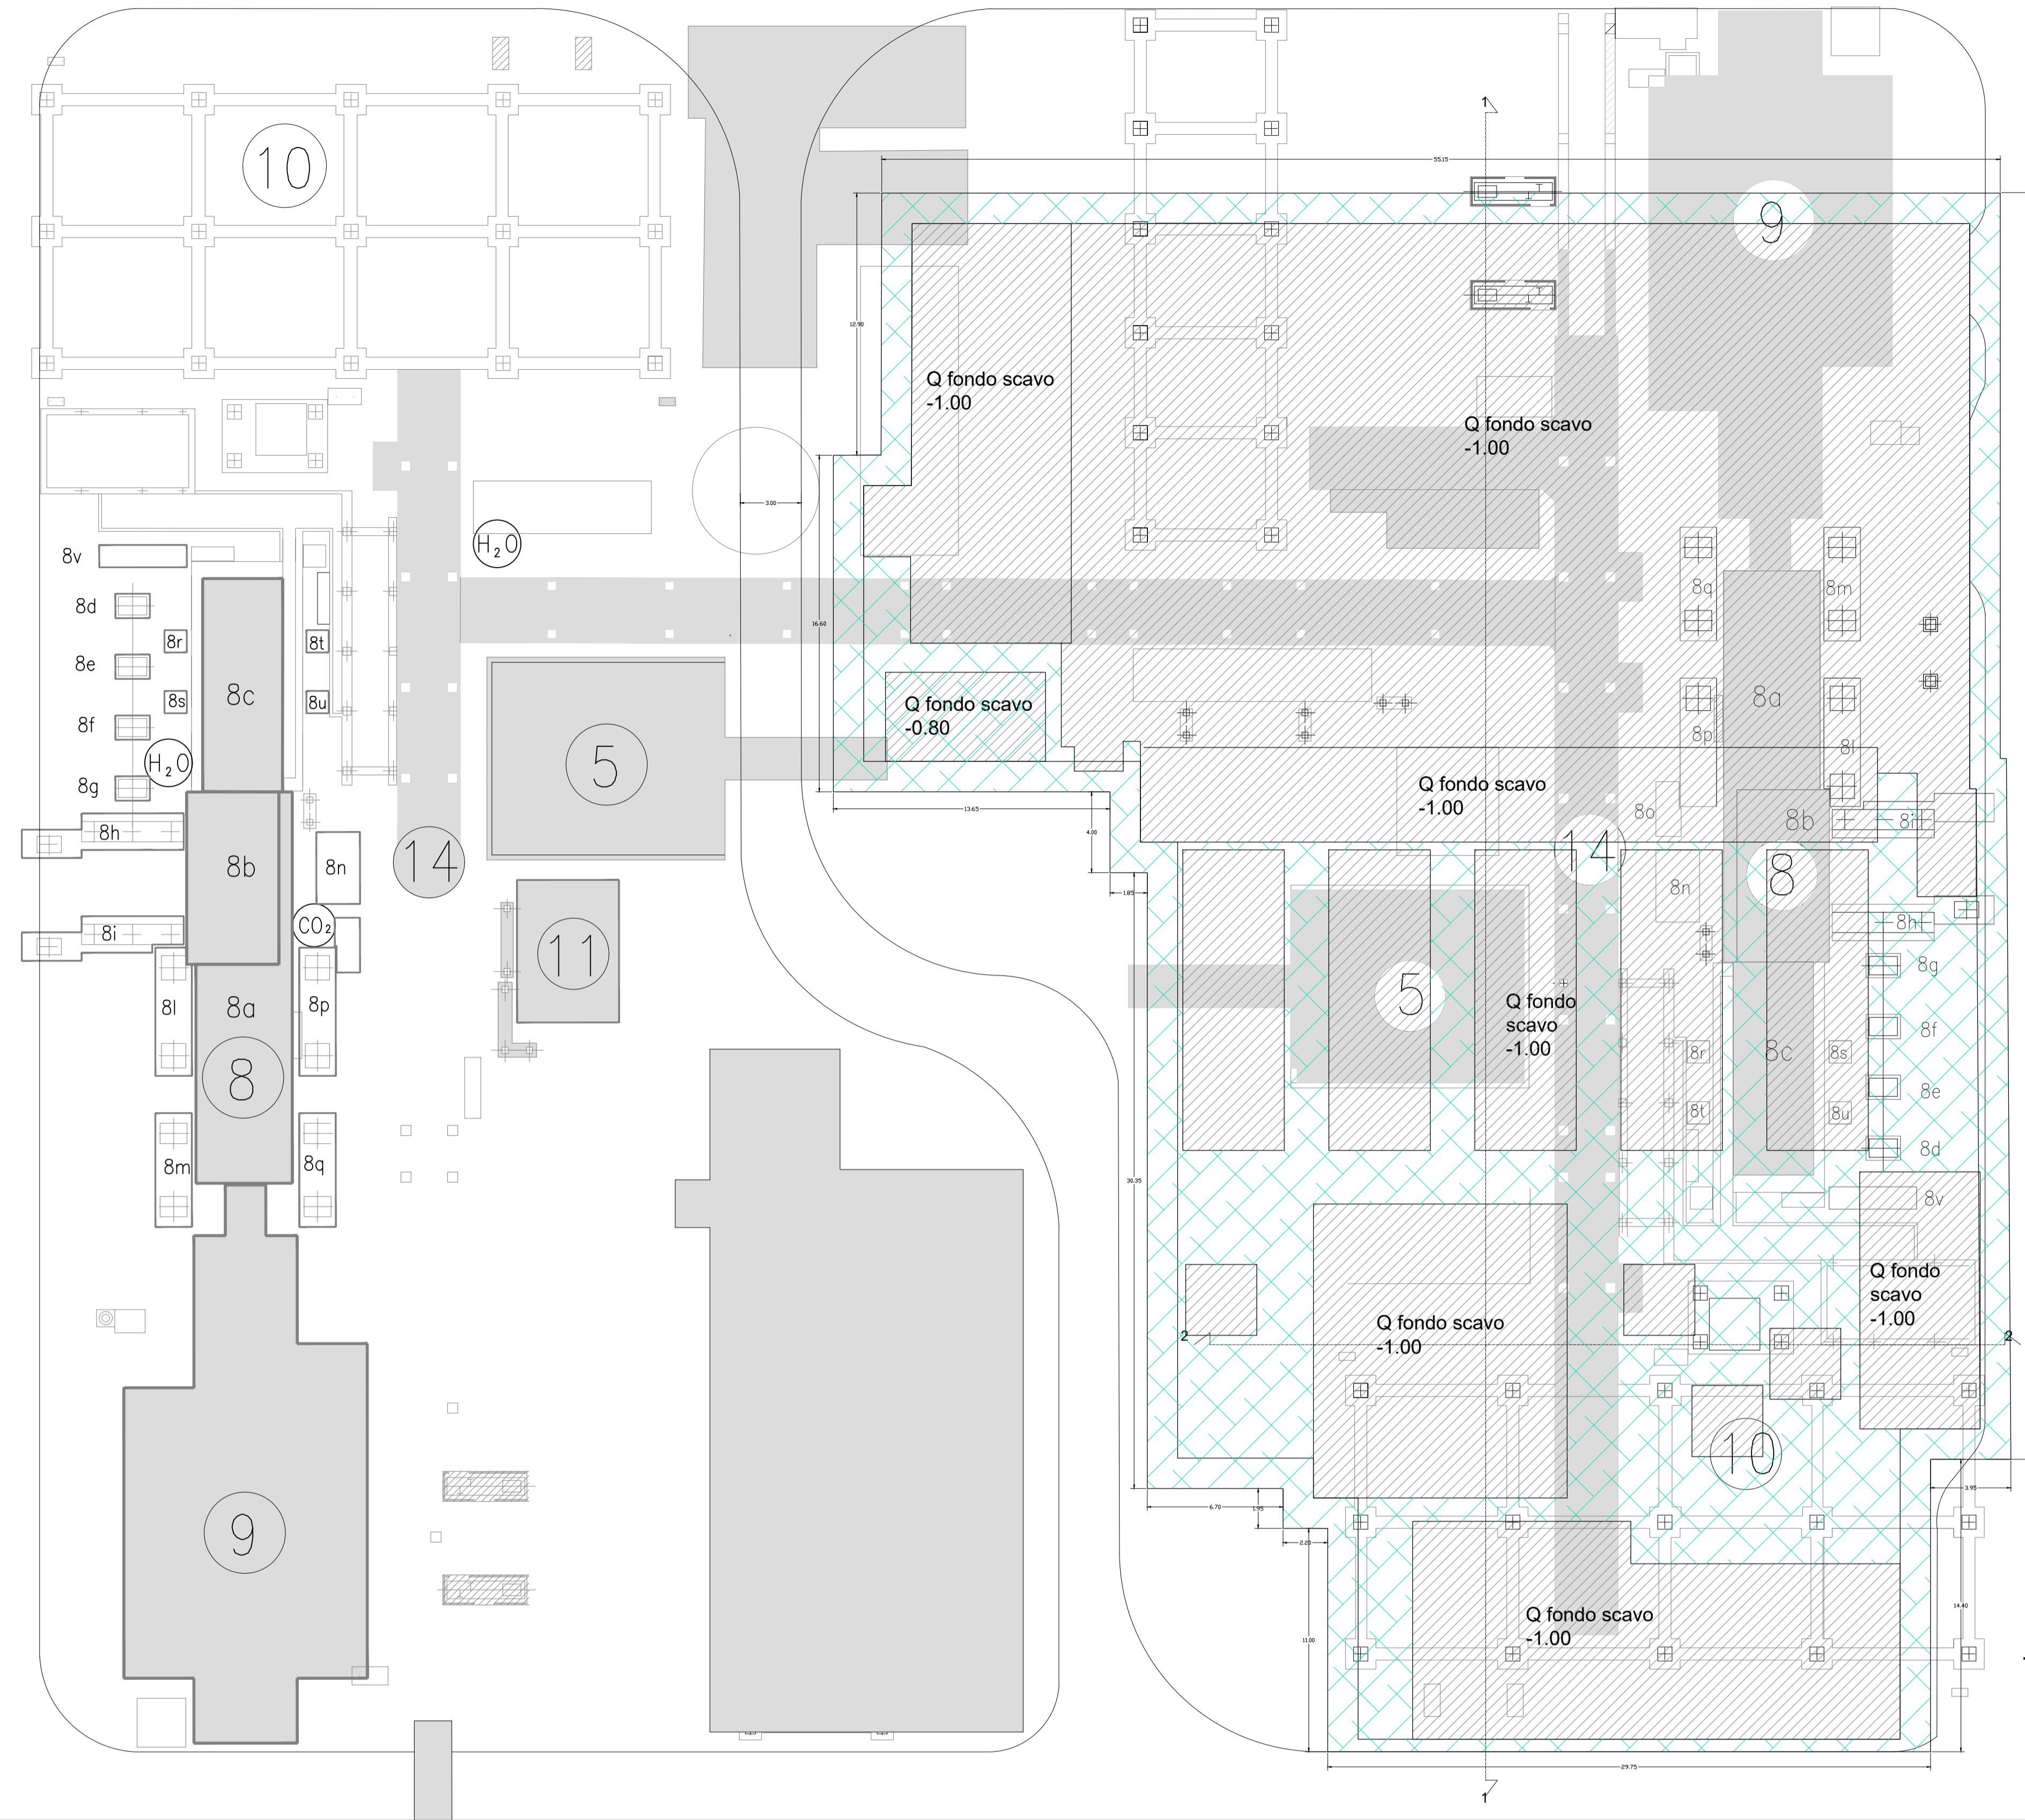 1
10
55.15
9
12.90
Q fondo scavo
-1.00
Q fondo scavo
-1.00
3.00
H₂O
8v
8d
8r
8t
8e
8s
8u
8f
H₂O
8g
8c
16.60
8q
8m
8a
8p
8l
5
Q fondo scavo
-0.80
Q fondo scavo
-1.00
13.65
4.00
8h
8b
8n
14
8i
CO₂
8o
14
8b
8i
1.85
8
8n
8h
11
8l
8a
8p
8
5
Q fondo
scavo
-1.00
8g
8f
8r
8c
8s
8e
8t
8u
8d
8m
8q
30.35
8v
Q fondo
scavo
-1.00
Q fondo scavo
-1.00
2
2
10
9
6.70
1.95
3.95
2.20
11.00
14.40
Q fondo scavo
-1.00
29.75
1